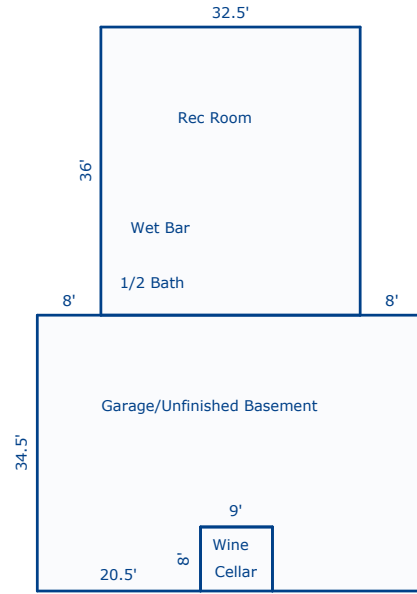 32.5'
Rec Room
36'
Wet Bar
1/2 Bath
8'
8'
Garage/Unfinished Basement
34.5'
9'
Wine
8'
Cellar
20.5'